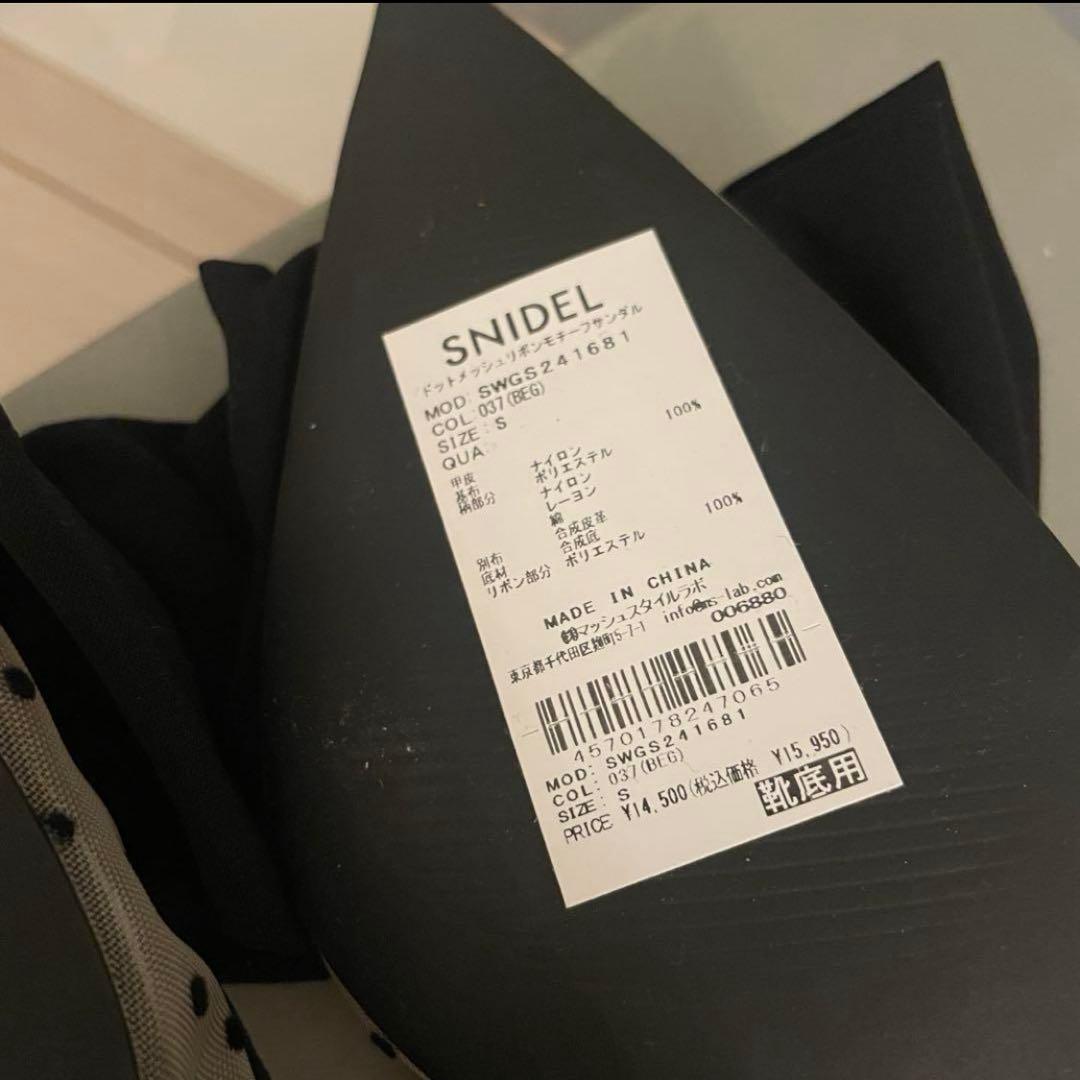 SNIDEL
ドットメッシュリボンモチーフサンダル
MOD: SWGS241681
COL: 037(BEG)
SIZE: S
QUA:
甲皮 ナイロン 100%
基布 ポリエステル
柄部分 ナイロン
レーヨン
綿
別布 合成皮革
底材 合成底
リボン部分 ポリエステル 100%
MADE IN CHINA
㈱マッシュスタイルラボ
東京都千代田区麹町5-7-1 info@ms-lab.com
006880
4570178247065
MOD: SWGS241681
COL: 037(BEG)
SIZE: S
PRICE ¥14,500(税込価格 ¥15,950)
靴底用